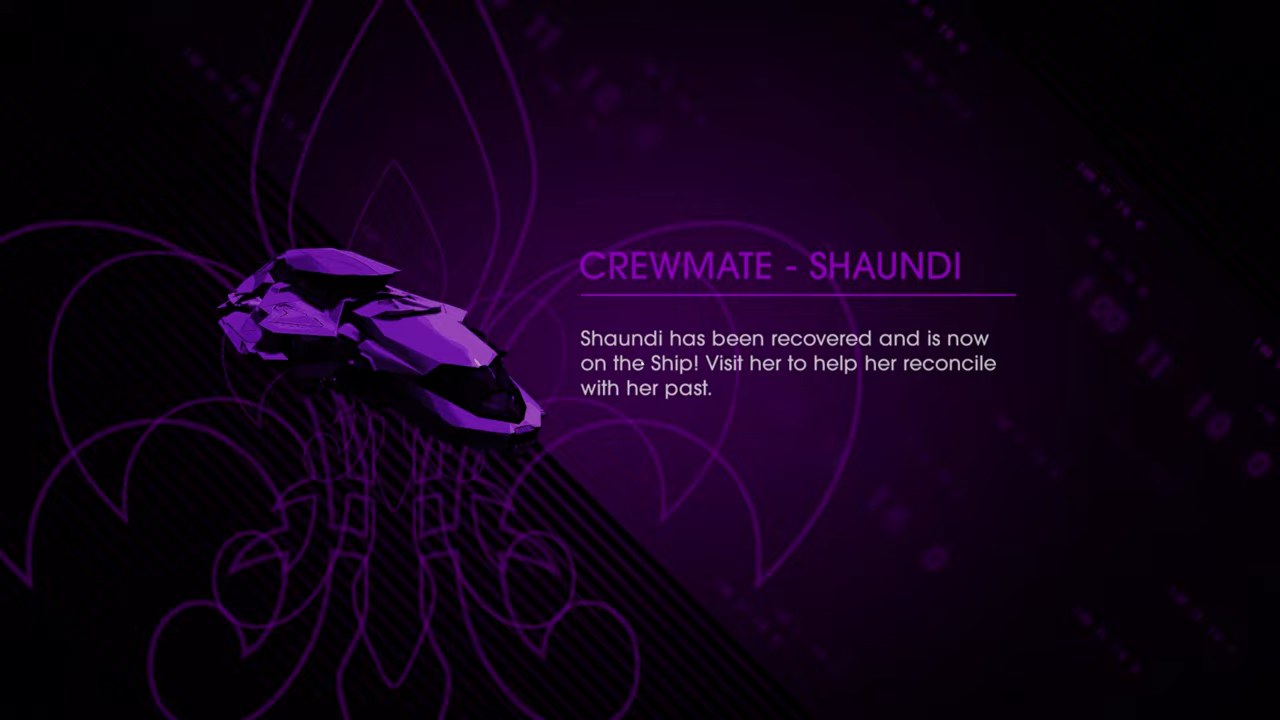 CREWMATE - SHAUNDI
Shaundi has been recovered and is now
on the Ship! Visit her to help her reconcile
with her past.